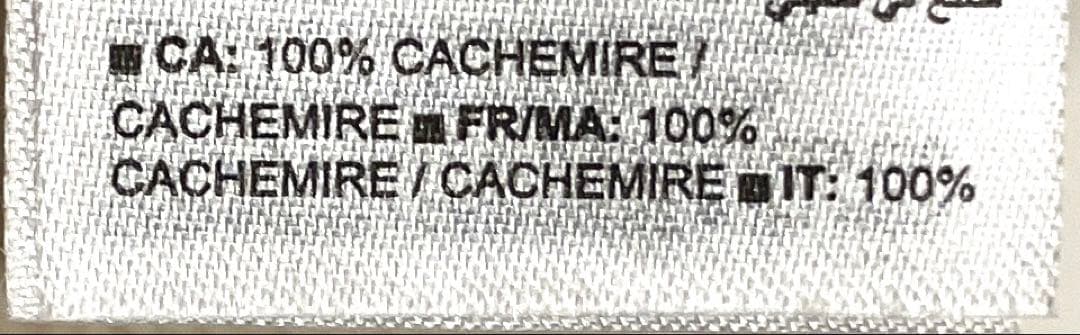 ■ CA: 100% CACHEMIRE /
CACHEMIRE ■ FR/MA: 100%
CACHEMIRE / CACHEMIRE ■ IT: 100%